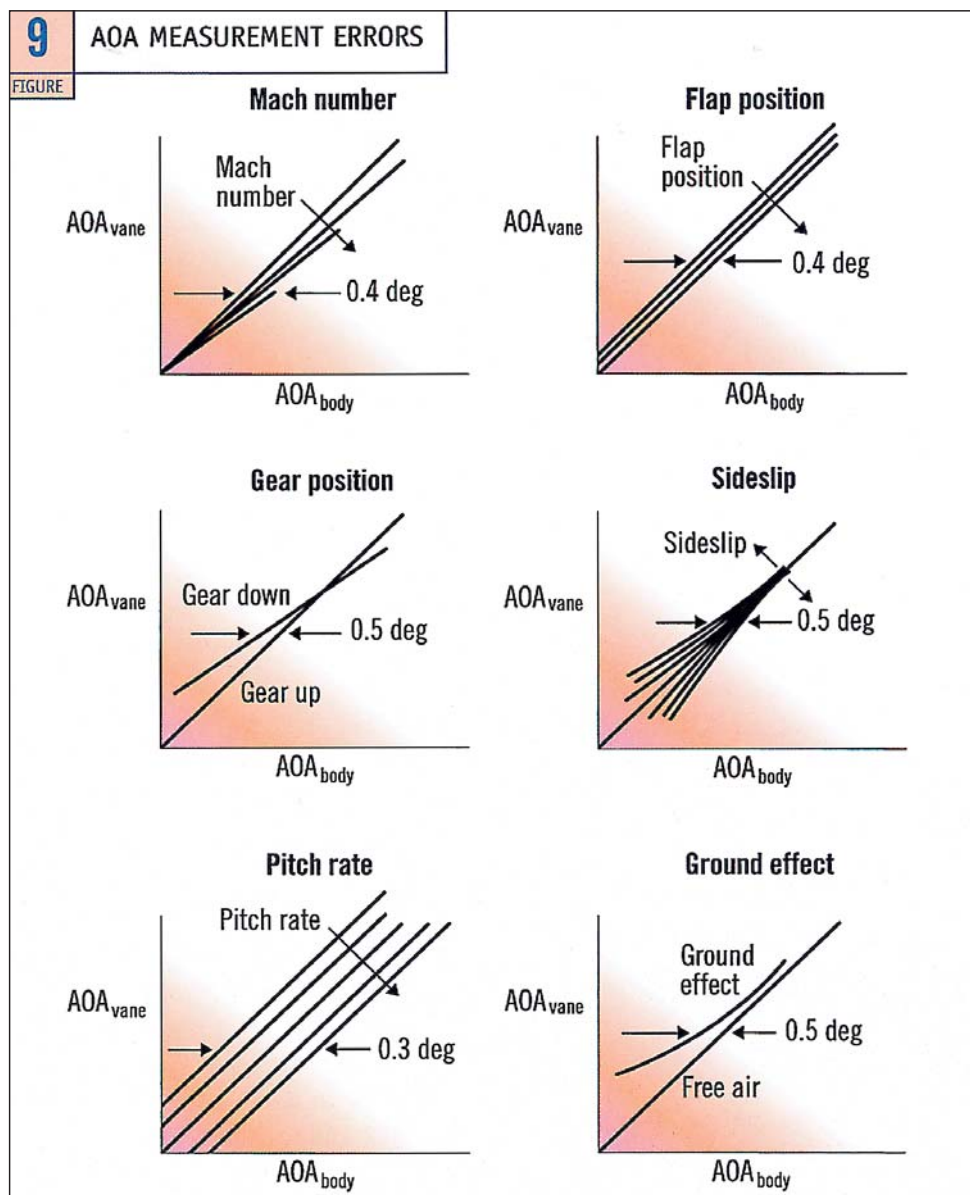 9
FIGURE
AOA MEASUREMENT ERRORS
Mach number
Mach
number
AOAvane
0.4 deg
AOAbody
Flap position
Flap
position
AOAvane
0.4 deg
AOAbody
Gear position
AOAvane
Gear down
0.5 deg
Gear up
AOAbody
Sideslip
Sideslip
AOAvane
0.5 deg
AOAbody
Pitch rate
Pitch rate
AOAvane
0.3 deg
AOAbody
Ground effect
Ground
effect
AOAvane
0.5 deg
Free air
AOAbody